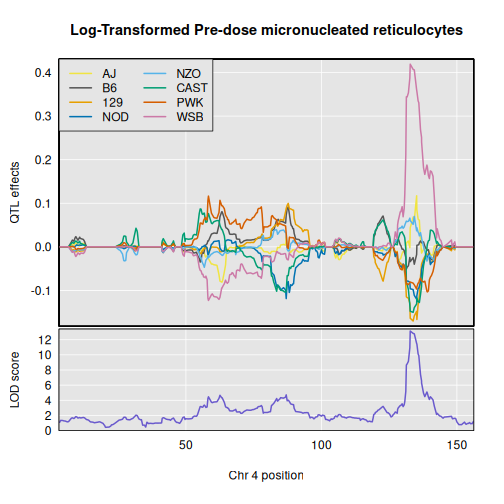 Log-Transformed Pre-dose micronucleated reticulocytes
AJ NZO
B6 CAST
129 PWK
NOD WSB
QTL effects
0.4
0.3
0.2
0.1
0.0
-0.1
LOD score
12
10
8
6
4
2
0
50 100 150
Chr 4 position